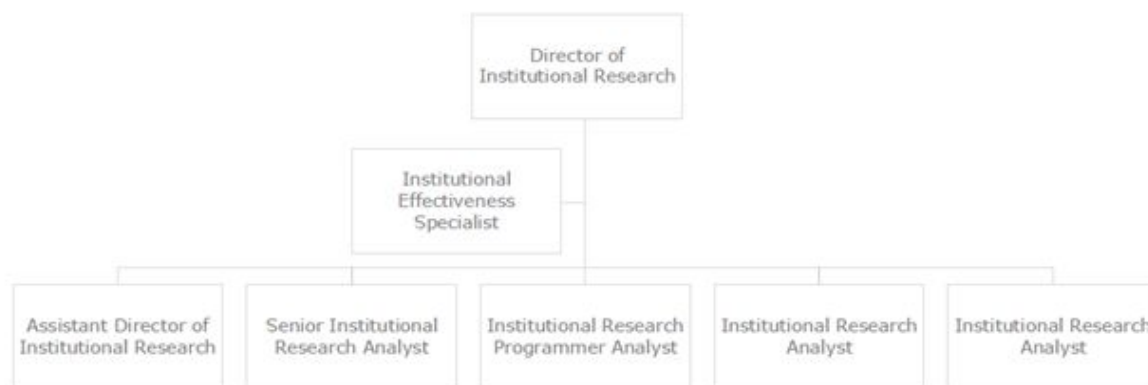 Director of
Institutional Research
Institutional
Effectiveness
Specialist
Assistant Director of
Institutional Research
Senior Institutional
Research Analyst
Institutional Research
Programmer Analyst
Institutional Research
Analyst
Institutional Research
Analyst